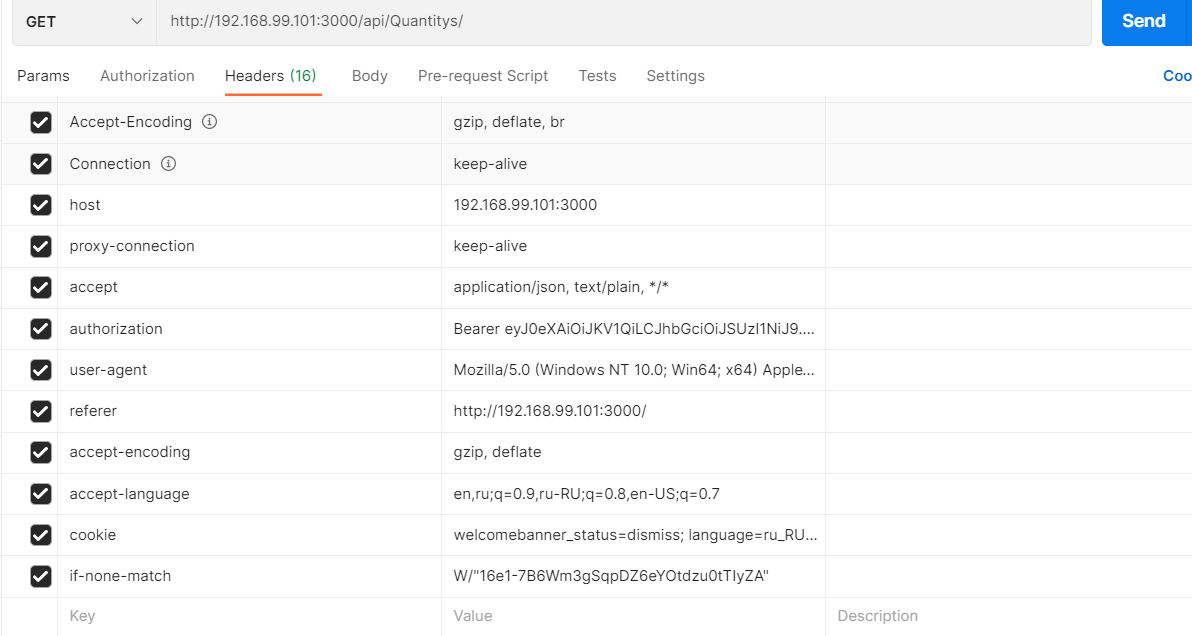 GET http://192.168.99.101:3000/api/Quantitys/ Send
Params Authorization Headers (16) Body Pre-request Script Tests Settings Coo
Accept-Encoding gzip, deflate, br
Connection keep-alive
host 192.168.99.101:3000
proxy-connection keep-alive
accept application/json, text/plain, */*
authorization Bearer eyJ0eXAiOiJKV1QiLCJhbGciOiJSUzI1NiJ9....
user-agent Mozilla/5.0 (Windows NT 10.0; Win64; x64) Apple...
referer http://192.168.99.101:3000/
accept-encoding gzip, deflate
accept-language en,ru;q=0.9,ru-RU;q=0.8,en-US;q=0.7
cookie welcomebanner_status=dismiss; language=ru_RU...
if-none-match W/"16e1-7B6Wm3gSqpDZ6eYOtdzu0tTIyZA"
Key Value Description